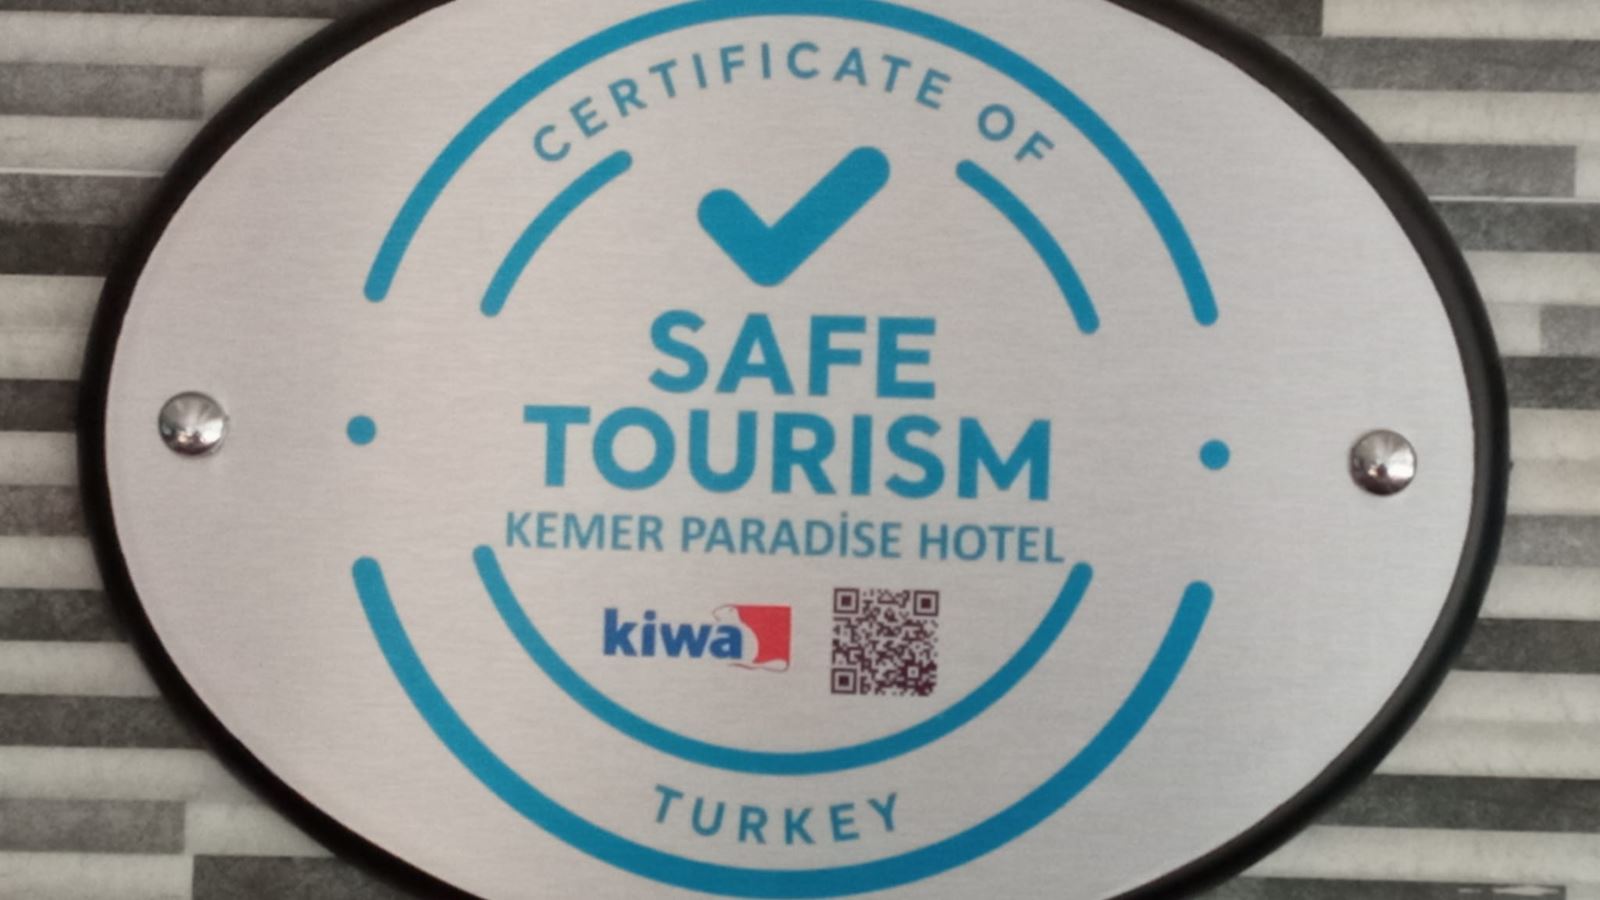 CERTIFICATE OF
SAFE
TOURISM
KEMER PARADİSE HOTEL
kiwa
TURKEY